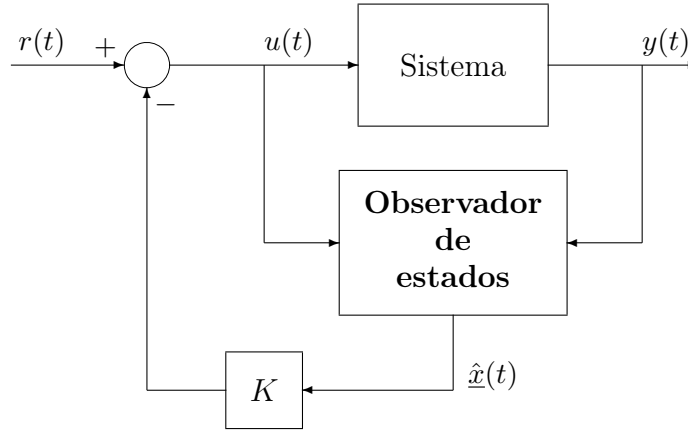 r(t)
+
u(t)
y(t)
Sistema
−
Observador
de
estados
K
x̲̂(t)